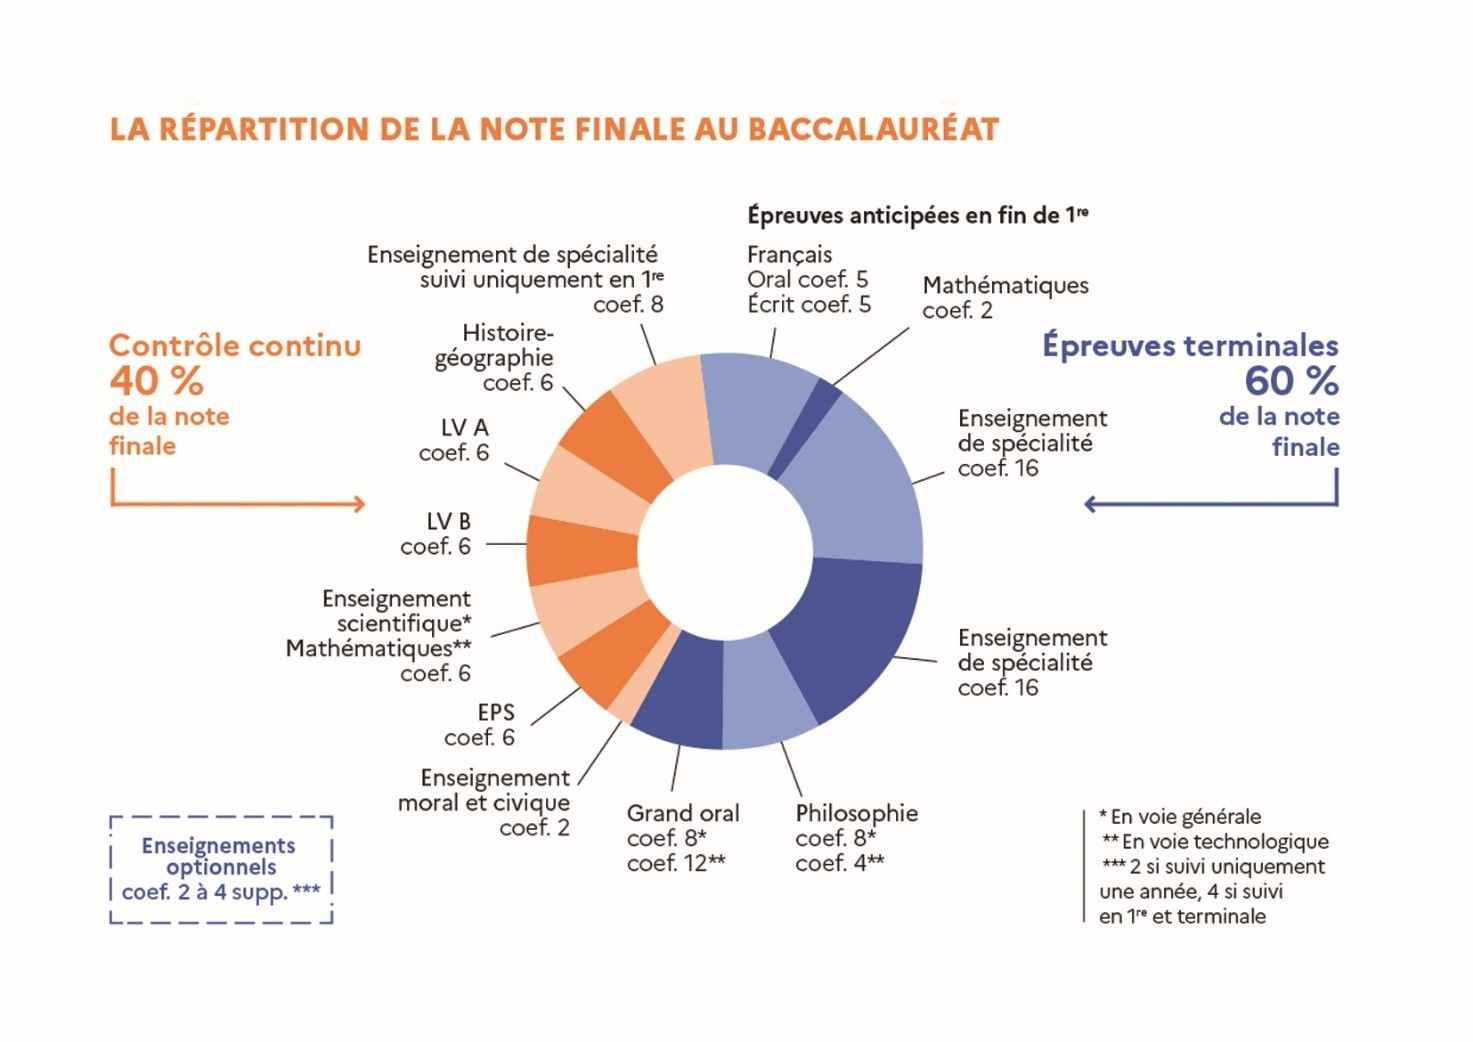 LA RÉPARTITION DE LA NOTE FINALE AU BACCALAURÉAT
Épreuves anticipées en fin de 1re
Français
Oral coef. 5
Écrit coef. 5
Mathématiques
coef. 2
Enseignement de spécialité
suivi uniquement en 1re
coef. 8
Histoire-
géographie
coef. 6
Contrôle continu
40 %
de la note
finale
Épreuves terminales
60 %
de la note
finale
LV A
coef. 6
Enseignement
de spécialité
coef. 16
LV B
coef. 6
Enseignement
scientifique*
Mathématiques**
coef. 6
Enseignement
de spécialité
coef. 16
EPS
coef. 6
Enseignement
moral et civique
coef. 2
Grand oral
coef. 8*
coef. 12**
Philosophie
coef. 8*
coef. 4**
Enseignements
optionnels
coef. 2 à 4 supp. ***
* En voie générale
** En voie technologique
*** 2 si suivi uniquement
une année, 4 si suivi
en 1re et terminale